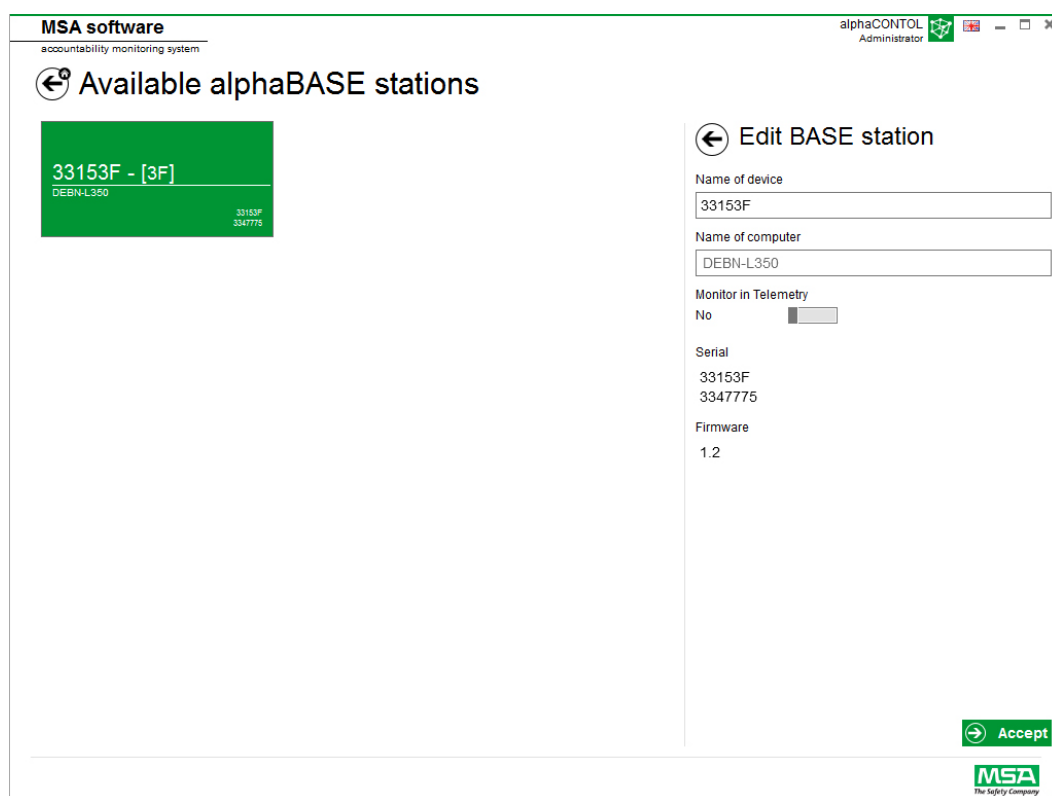 MSA software
accountability monitoring system
alphaCONTOL
Administrator
Available alphaBASE stations
33153F - [3F]
DEBN-L350
33153F
3347775
Edit BASE station
Name of device
33153F
Name of computer
DEBN-L350
Monitor in Telemetry
No
Serial
33153F
3347775
Firmware
1.2
Accept
MSA
The Safety Company